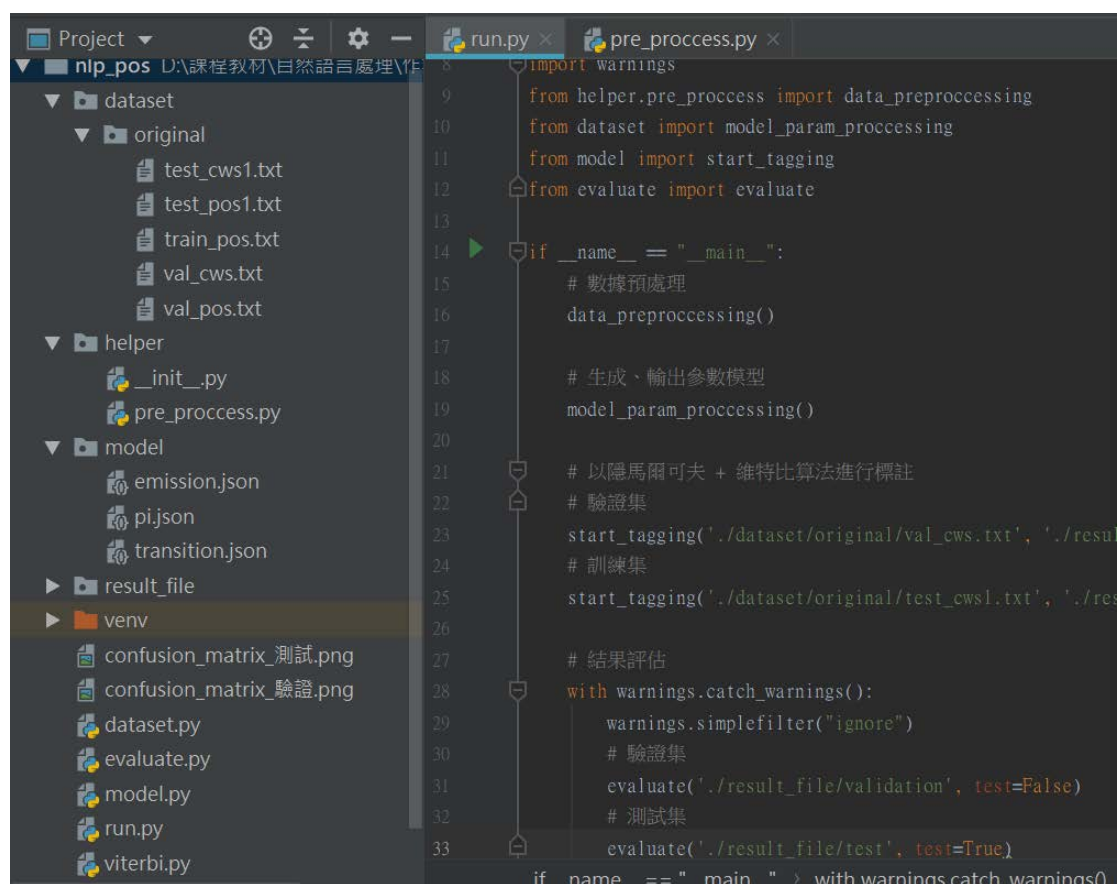 Project
nlp_pos D:\課程教材\自然語言處理\作
dataset
original
test_cws1.txt
test_pos1.txt
train_pos.txt
val_cws.txt
val_pos.txt
helper
__init__.py
pre_proccess.py
model
emission.json
pi.json
transition.json
result_file
venv
confusion_matrix_測試.png
confusion_matrix_驗證.png
dataset.py
evaluate.py
model.py
run.py
viterbi.py
run.py
pre_proccess.py
8 import warnings
9 from helper.pre_proccess import data_preproccessing
10 from dataset import model_param_proccessing
11 from model import start_tagging
12 from evaluate import evaluate
13
14 if __name__ == "__main__":
15 # 數據預處理
16 data_preproccessing()
17
18 # 生成、輸出參數模型
19 model_param_proccessing()
20
21 # 以隱馬爾可夫 + 維特比算法進行標註
22 # 驗證集
23 start_tagging('./dataset/original/val_cws.txt', './resul
24 # 訓練集
25 start_tagging('./dataset/original/test_cws1.txt', './res
26
27 # 結果評估
28 with warnings.catch_warnings():
29 warnings.simplefilter("ignore")
30 # 驗證集
31 evaluate('./result_file/validation', test=False)
32 # 測試集
33 evaluate('./result_file/test', test=True)
if __name__ == "__main__" > with warnings.catch_warnings()